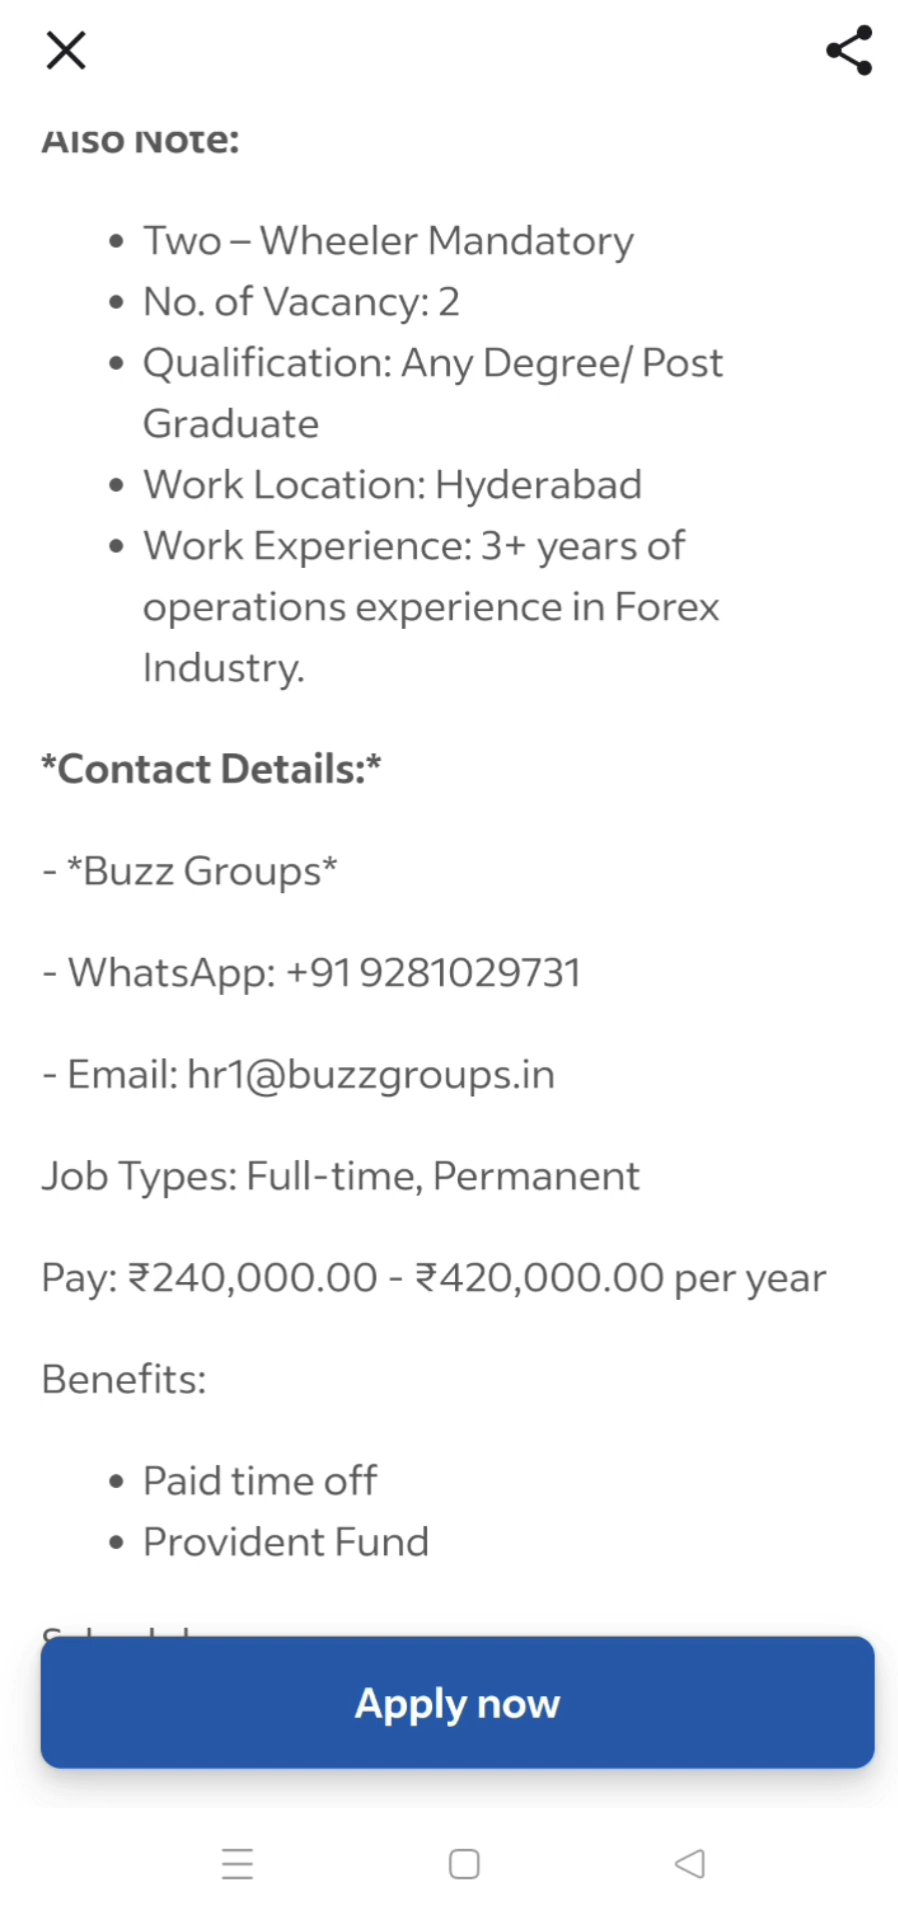 Also Note:
• Two – Wheeler Mandatory
• No. of Vacancy: 2
• Qualification: Any Degree/ Post
Graduate
• Work Location: Hyderabad
• Work Experience: 3+ years of
operations experience in Forex
Industry.
*Contact Details:*
- *Buzz Groups*
- WhatsApp: +91 9281029731
- Email: hr1@buzzgroups.in
Job Types: Full-time, Permanent
Pay: ₹240,000.00 - ₹420,000.00 per year
Benefits:
• Paid time off
• Provident Fund
Apply now